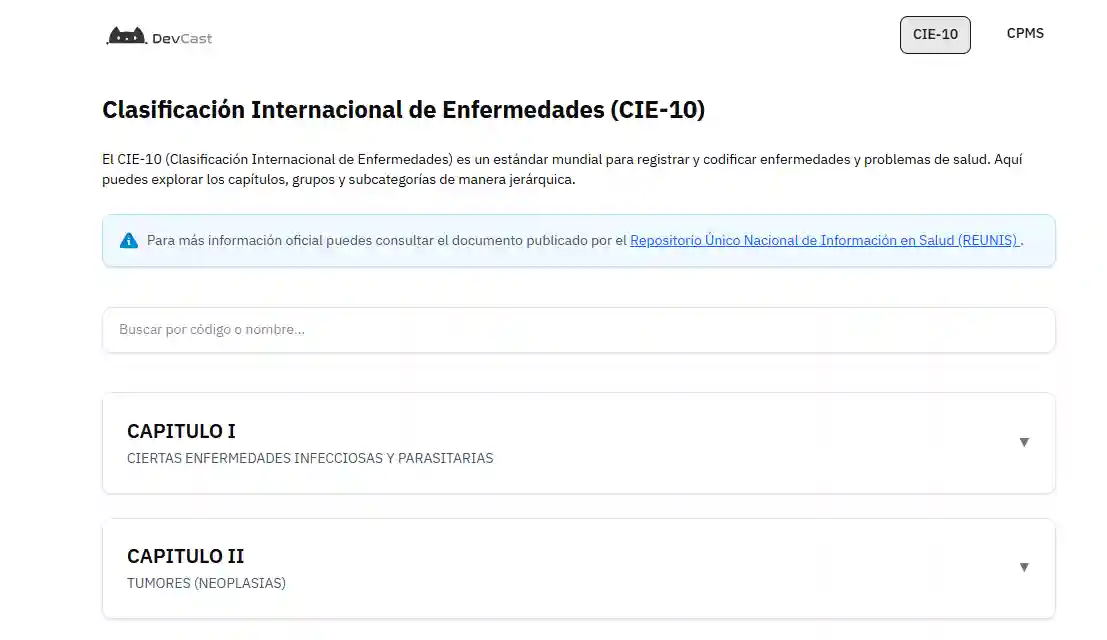 DevCast
CIE-10
CPMS
Clasificación Internacional de Enfermedades (CIE-10)
El CIE-10 (Clasificación Internacional de Enfermedades) es un estándar mundial para registrar y codificar enfermedades y problemas de salud. Aquí
puedes explorar los capítulos, grupos y subcategorías de manera jerárquica.
Para más información oficial puedes consultar el documento publicado por el Repositorio Único Nacional de Información en Salud (REUNIS) .
Buscar por código o nombre...
CAPITULO I
CIERTAS ENFERMEDADES INFECCIOSAS Y PARASITARIAS
CAPITULO II
TUMORES (NEOPLASIAS)